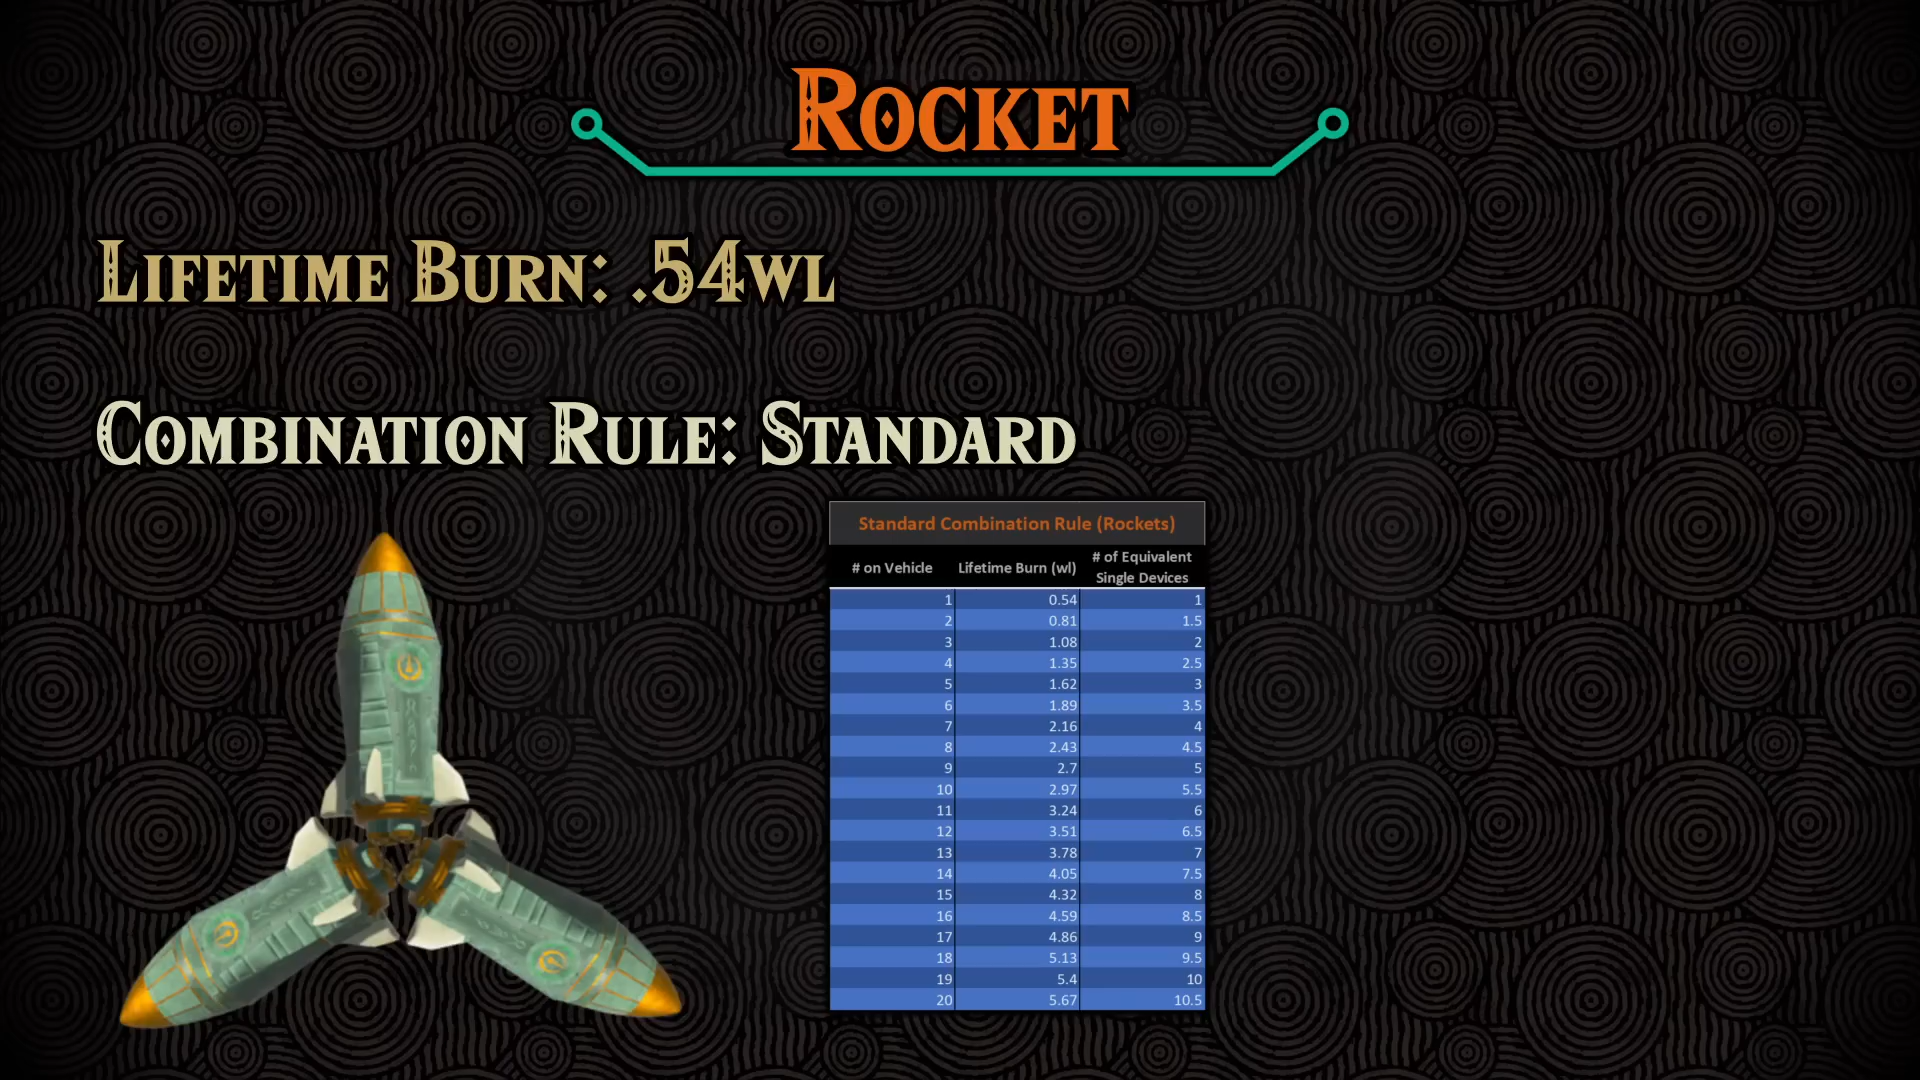 Rocket
Lifetime Burn: .54wl
Combination Rule: Standard
Standard Combination Rule (Rockets)
# on Vehicle Lifetime Burn (wl) # of Equivalent Single Devices
1 0.54 1
2 0.81 1.5
3 1.08 2
4 1.35 2.5
5 1.62 3
6 1.89 3.5
7 2.16 4
8 2.43 4.5
9 2.7 5
10 2.97 5.5
11 3.24 6
12 3.51 6.5
13 3.78 7
14 4.05 7.5
15 4.32 8
16 4.59 8.5
17 4.86 9
18 5.13 9.5
19 5.4 10
20 5.67 10.5